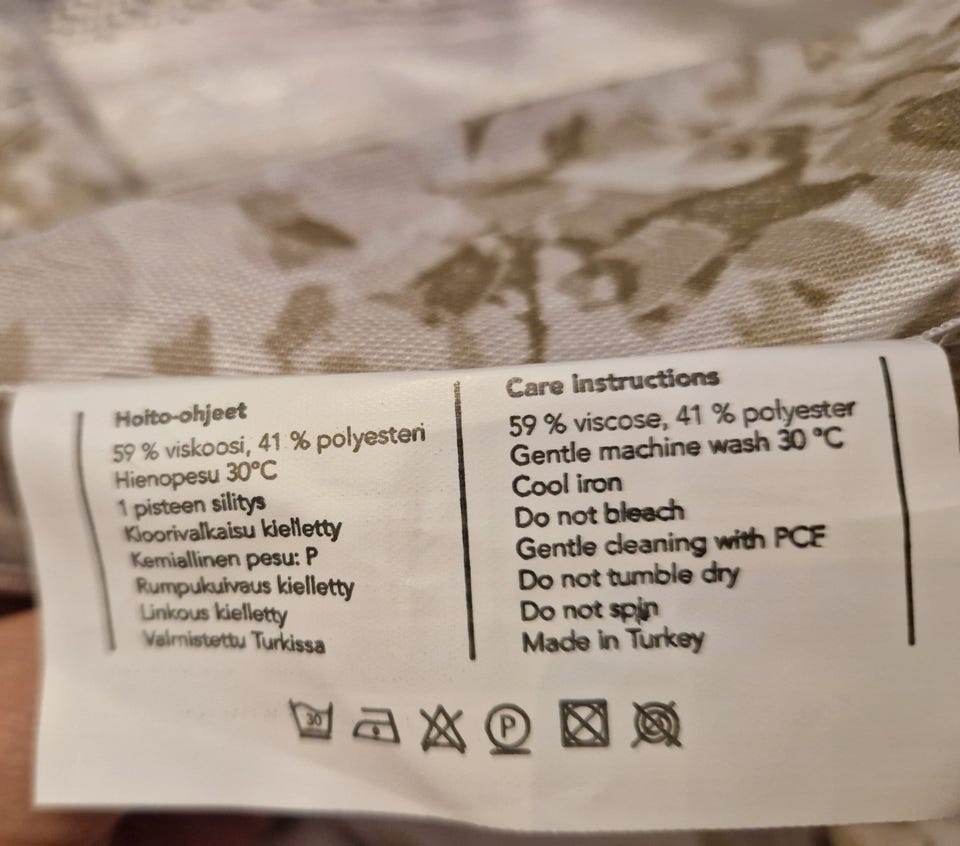 Hoito-ohjeet
59 % viskoosi, 41 % polyesteri
Hienopesu 30°C
1 pisteen silitys
Kloorivalkaisu kielletty
Kemiallinen pesu: P
Rumpukuivaus kielletty
Linkous kielletty
Valmistettu Turkissa
Care instructions
59 % viscose, 41 % polyester
Gentle machine wash 30 °C
Cool iron
Do not bleach
Gentle cleaning with PCE
Do not tumble dry
Do not spin
Made in Turkey
30 P